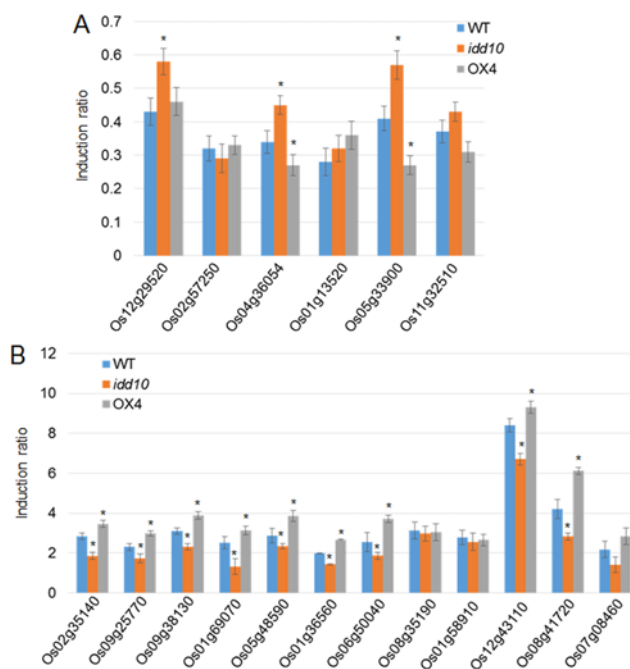 A
Induction ratio
0.7
0.6
0.5
0.4
0.3
0.2
0.1
0
WT
idd10
OX4
* * * * *
Os12g29520
Os02g57250
Os04g36054
Os01g13520
Os05g33900
Os11g32510
B
Induction ratio
12
10
8
6
4
2
0
WT
idd10
OX4
* * * * * * * * * * * * * * * * * *
Os02g35140
Os09g25770
Os09g38130
Os01g69070
Os05g48590
Os01g36560
Os06g50040
Os08g35190
Os01g58910
Os12g43110
Os08g41720
Os07g08460